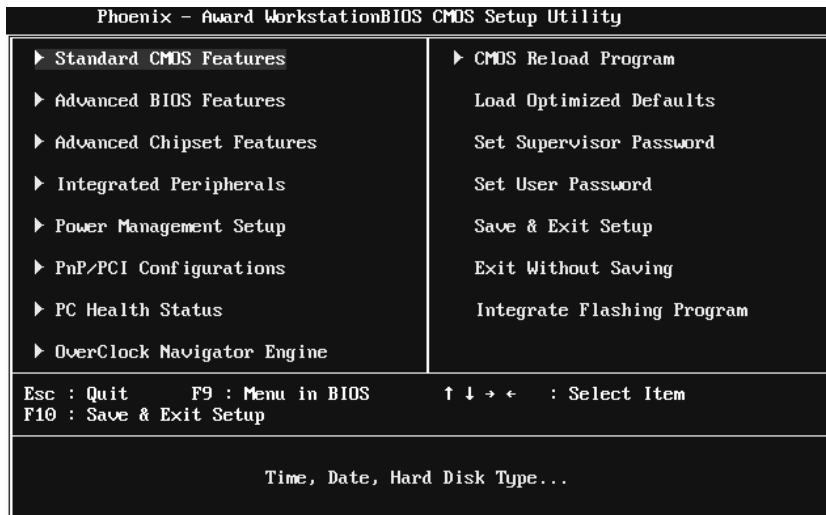 Phoenix - Award WorkstationBIOS CMOS Setup Utility
Standard CMOS Features
Advanced BIOS Features
Advanced Chipset Features
Integrated Peripherals
Power Management Setup
PnP/PCI Configurations
PC Health Status
OverClock Navigator Engine
CMOS Reload Program
Load Optimized Defaults
Set Supervisor Password
Set User Password
Save & Exit Setup
Exit Without Saving
Integrate Flashing Program
Esc : Quit F9 : Menu in BIOS ↑ ↓ → ← : Select Item
F10 : Save & Exit Setup
Time, Date, Hard Disk Type...